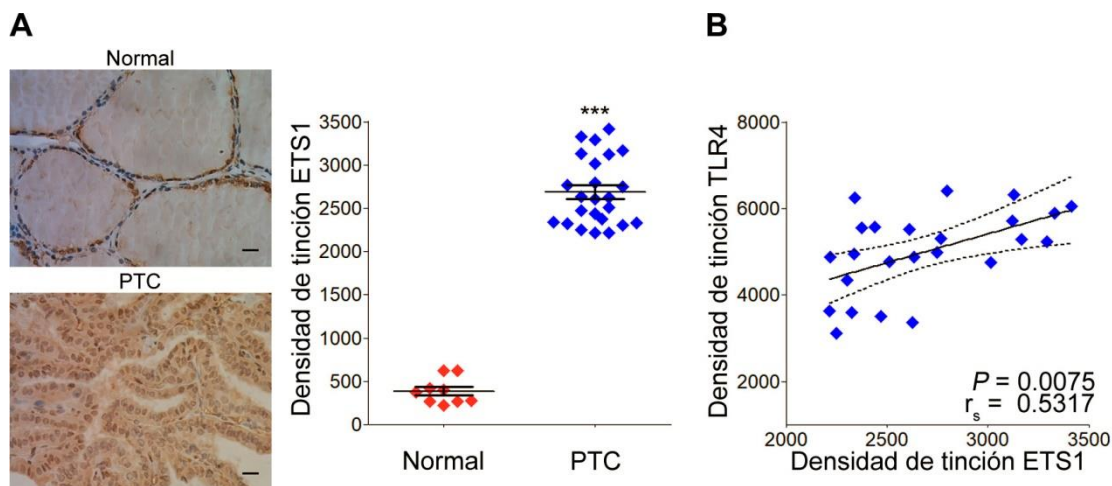 A
Normal
PTC
Densidad de tinción ETS1
3500
3000
2500
2000
1500
1000
500
0
***
Normal
PTC
B
Densidad de tinción TLR4
8000
6000
4000
2000
P = 0.0075
rs = 0.5317
2000
2500
3000
3500
Densidad de tinción ETS1